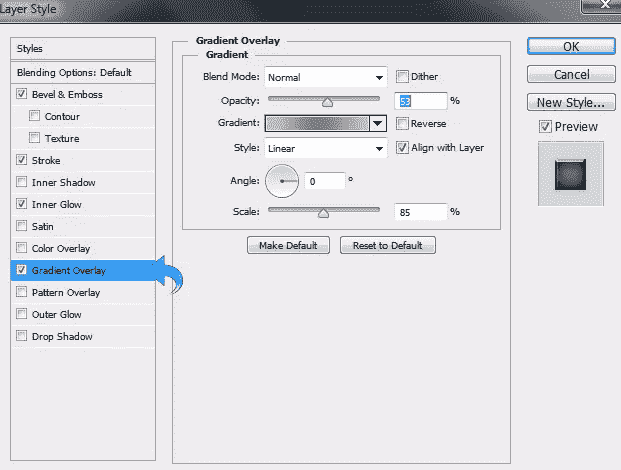 Layer Style
Styles
Blending Options: Default
Bevel & Emboss
Contour
Texture
Stroke
Inner Shadow
Inner Glow
Satin
Color Overlay
Gradient Overlay
Pattern Overlay
Outer Glow
Drop Shadow
Gradient Overlay
Gradient
Blend Mode: Normal Dither
Opacity: 53 %
Gradient: Reverse
Style: Linear Align with Layer
Angle: 0 °
Scale: 85 %
Make Default Reset to Default
OK
Cancel
New Style...
Preview